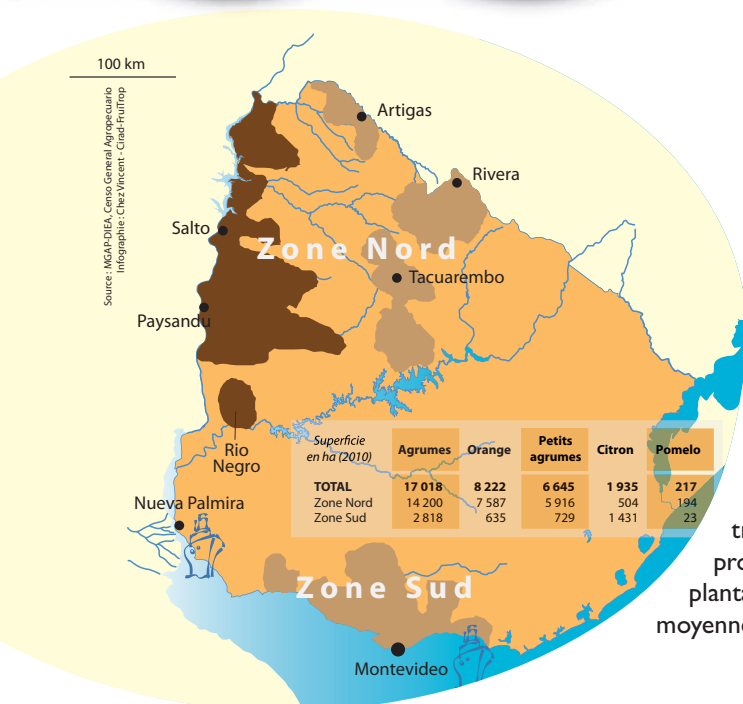 100 km
Source : MGAP-DIEA, Censo General Agropecuario
Infographie : Chez Vincent - Cirad-FruiTrop
Artigas
Rivera
Salto
Zone Nord
Tacuarembo
Paysandu
Rio
Negro
Superficie
en ha (2010) Agrumes Orange Petits
agrumes Citron Pomelo
TOTAL 17 018 8 222 6 645 1 935 217
Zone Nord 14 200 7 587 5 916 504 194
Zone Sud 2 818 635 729 1 431 23
Nueva Palmira
Zone Sud
Montevideo
tr
pro
planta
moyenne